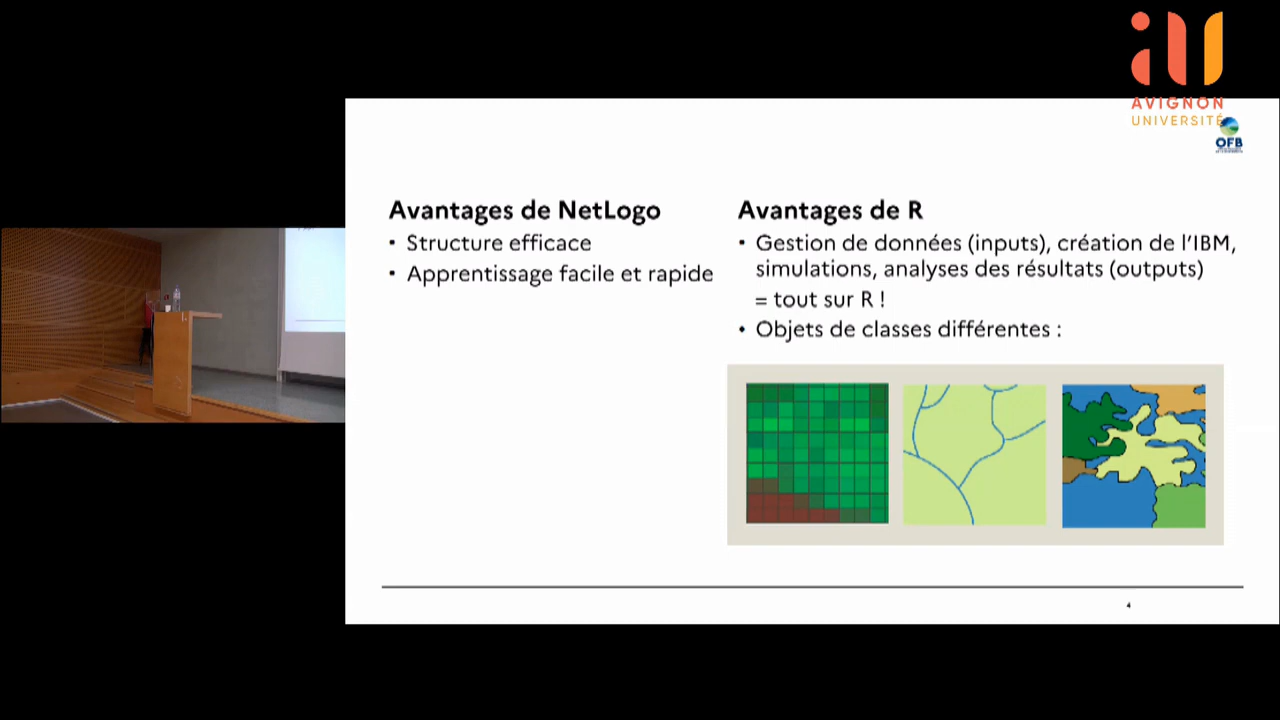 AVIGNON
UNIVERSITÉ
OFB
Avantages de NetLogo
• Structure efficace
• Apprentissage facile et rapide
Avantages de R
• Gestion de données (inputs), création de l'IBM,
simulations, analyses des résultats (outputs)
= tout sur R !
• Objets de classes différentes :
4